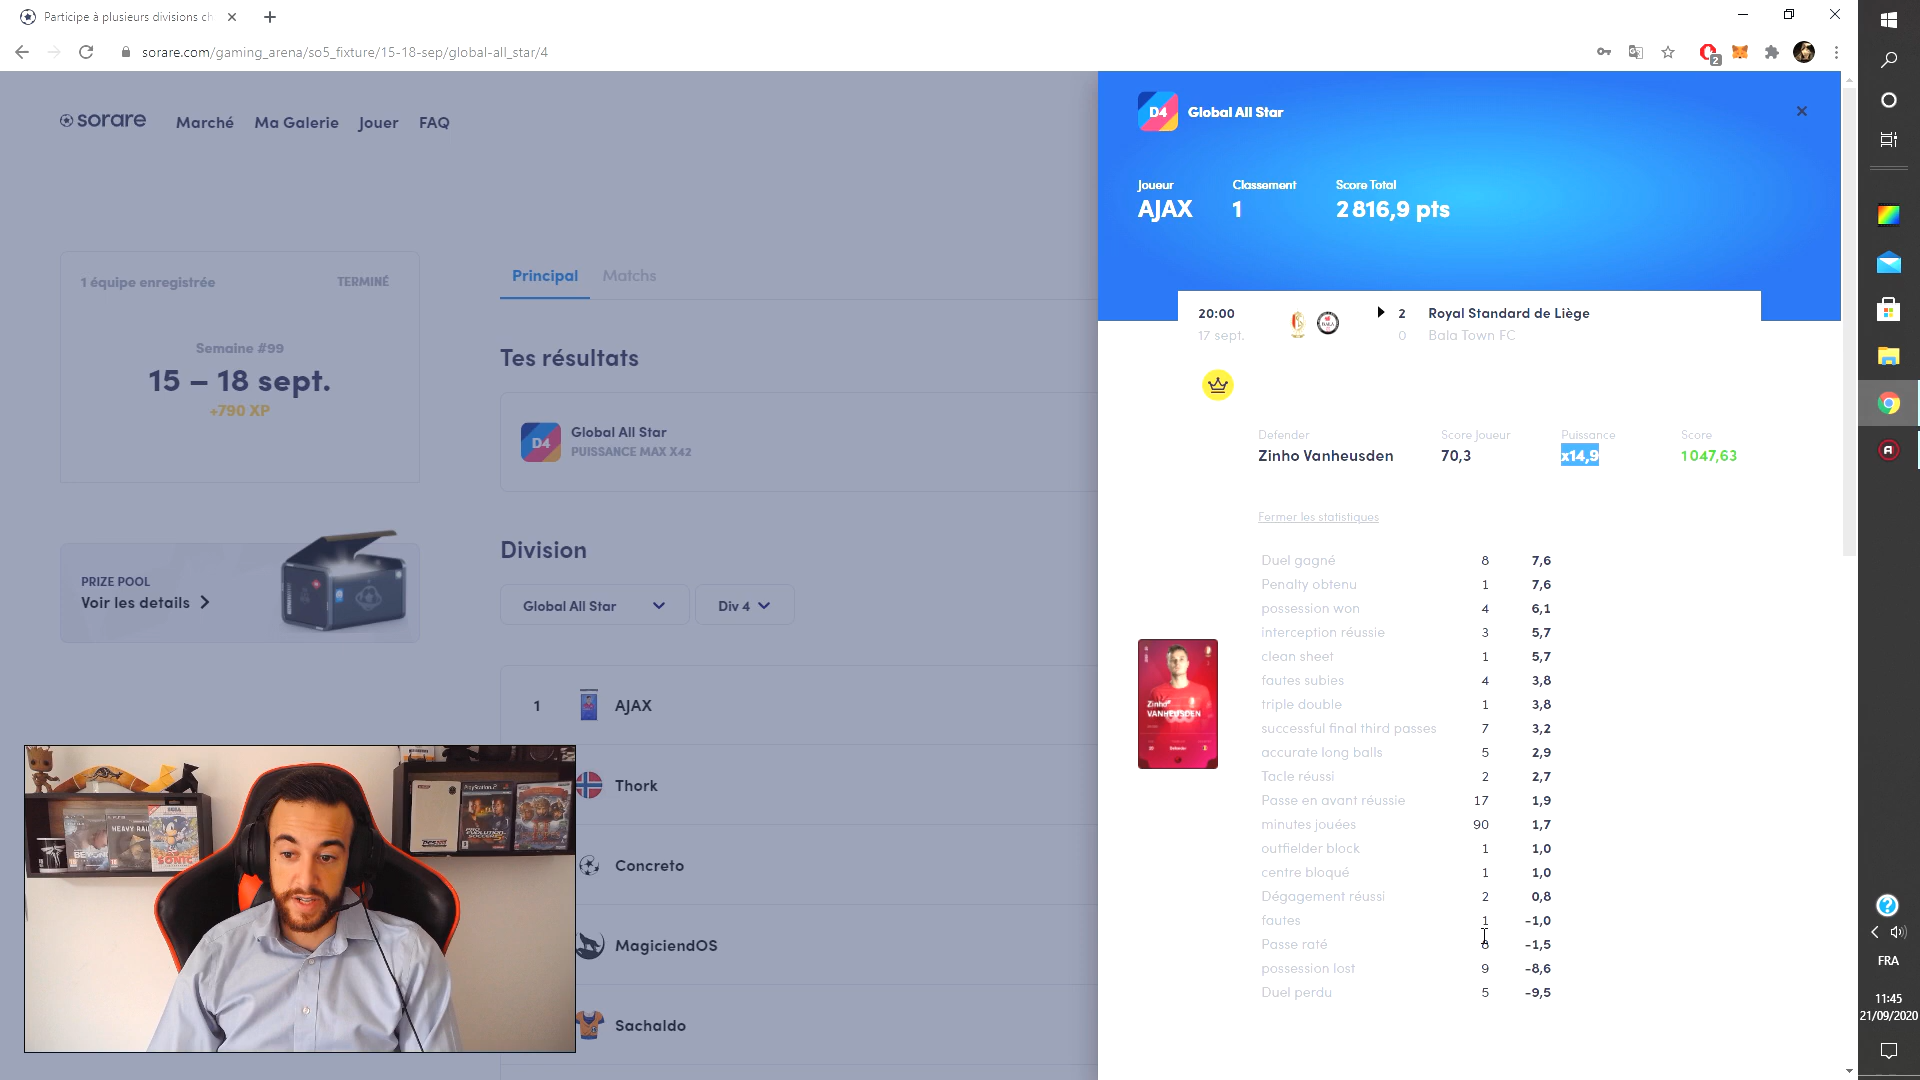 Participe à plusieurs divisions ch
sorare.com/gaming_arena/so5_fixture/15-18-sep/global-all_star/4
2
sorare
Marché
Ma Galerie
Jouer
FAQ
1 équipe enregistrée
TERMINÉ
Semaine #99
15 – 18 sept.
+790 XP
PRIZE POOL
Voir les details
Principal
Matchs
Tes résultats
D4
Global All Star
PUISSANCE MAX X42
Division
Global All Star
Div 4
1 AJAX
Thork
Concreto
MagiciendOS
Sachaldo
HEAVY RAI
SONIC
PlayStation 2
D4 Global All Star
Joueur Classement Score Total
AJAX 1 2 816,9 pts
20:00 2 Royal Standard de Liège
17 sept. 0 Bala Town FC
Defender Score Joueur Puissance Score
Zinho Vanheusden 70,3 x14,9 1 047,63
Fermer les statistiques
Duel gagné 8 7,6
Penalty obtenu 1 7,6
possession won 4 6,1
interception réussie 3 5,7
clean sheet 1 5,7
fautes subies 4 3,8
triple double 1 3,8
successful final third passes 7 3,2
accurate long balls 5 2,9
Tacle réussi 2 2,7
Passe en avant réussie 17 1,9
minutes jouées 90 1,7
outfielder block 1 1,0
centre bloqué 1 1,0
Dégagement réussi 2 0,8
fautes 1 -1,0
Passe raté -1,5
possession lost 9 -8,6
Duel perdu 5 -9,5
Zinho
VANHEUSDEN
FRA
11:45
21/09/2020